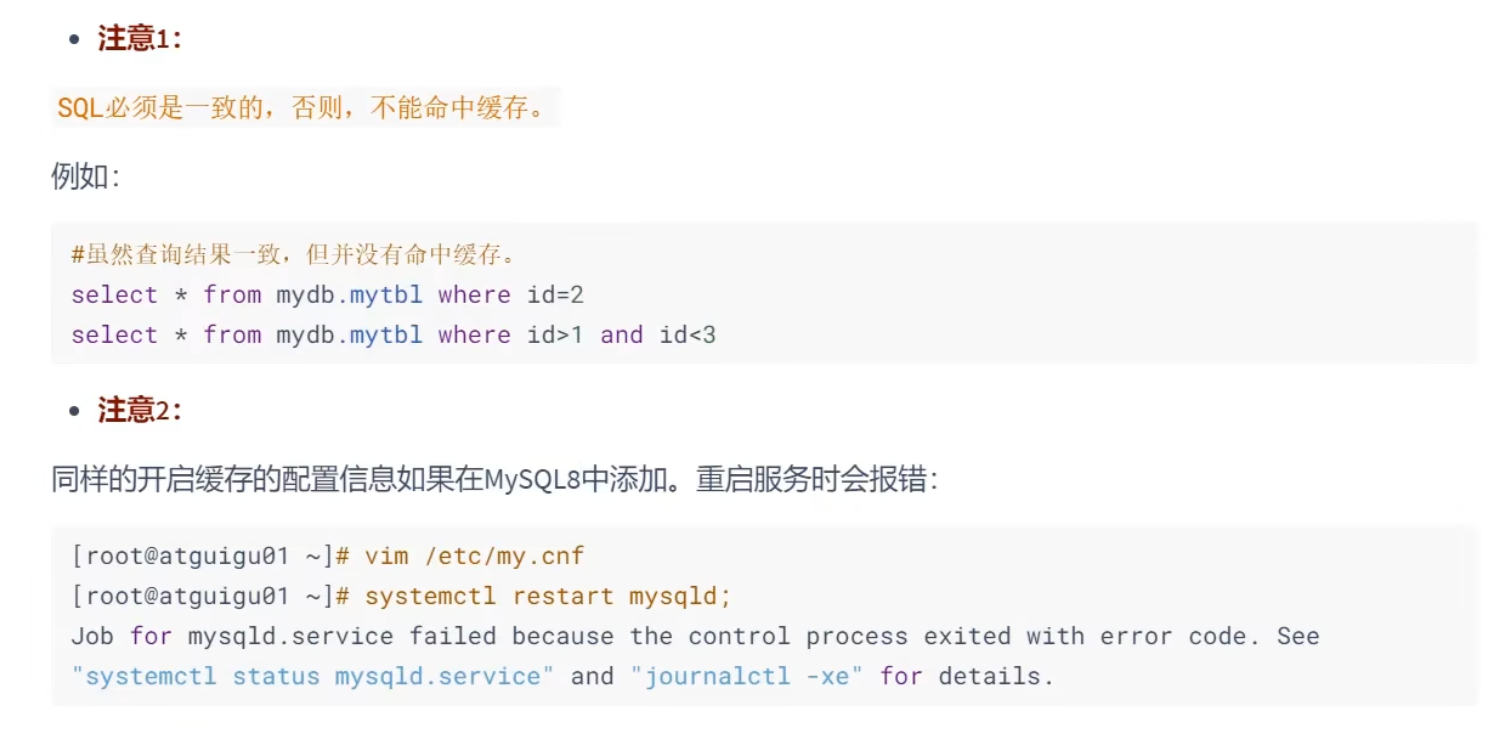 注意1：
SQL必须是一致的，否则，不能命中缓存。
例如：
#虽然查询结果一致，但并没有命中缓存。
select * from mydb.mytbl where id=2
select * from mydb.mytbl where id>1 and id<3
注意2：
同样的开启缓存的配置信息如果在MySQL8中添加。重启服务时会报错：
[root@atguigu01 ~]# vim /etc/my.cnf
[root@atguigu01 ~]# systemctl restart mysqld;
Job for mysqld.service failed because the control process exited with error code. See
"systemctl status mysqld.service" and "journalctl -xe" for details.